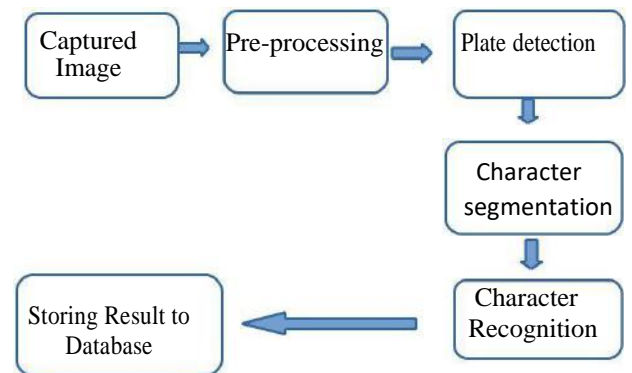 Captured
Image
Pre-processing
Plate detection
Character
segmentation
Character
Recognition
Storing Result to
Database